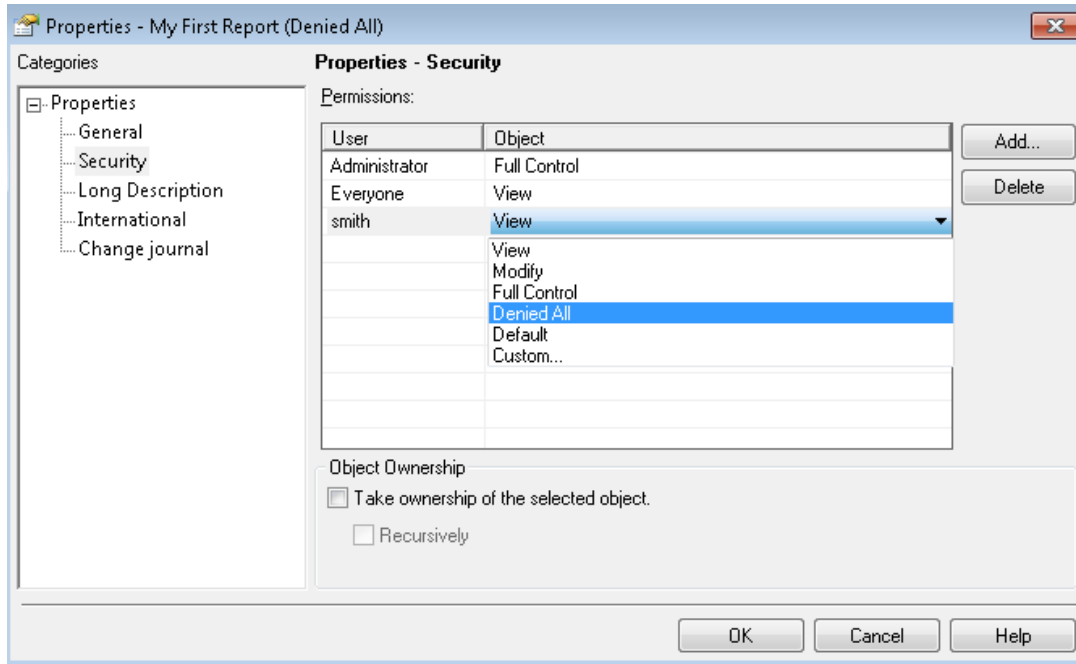 Properties - My First Report (Denied All)
Categories
Properties
General
Security
Long Description
International
Change journal
Properties - Security
Permissions:
User Object
Administrator Full Control
Everyone View
smith View
View
Modify
Full Control
Denied All
Default
Custom...
Add...
Delete
Object Ownership
Take ownership of the selected object.
Recursively
OK Cancel Help